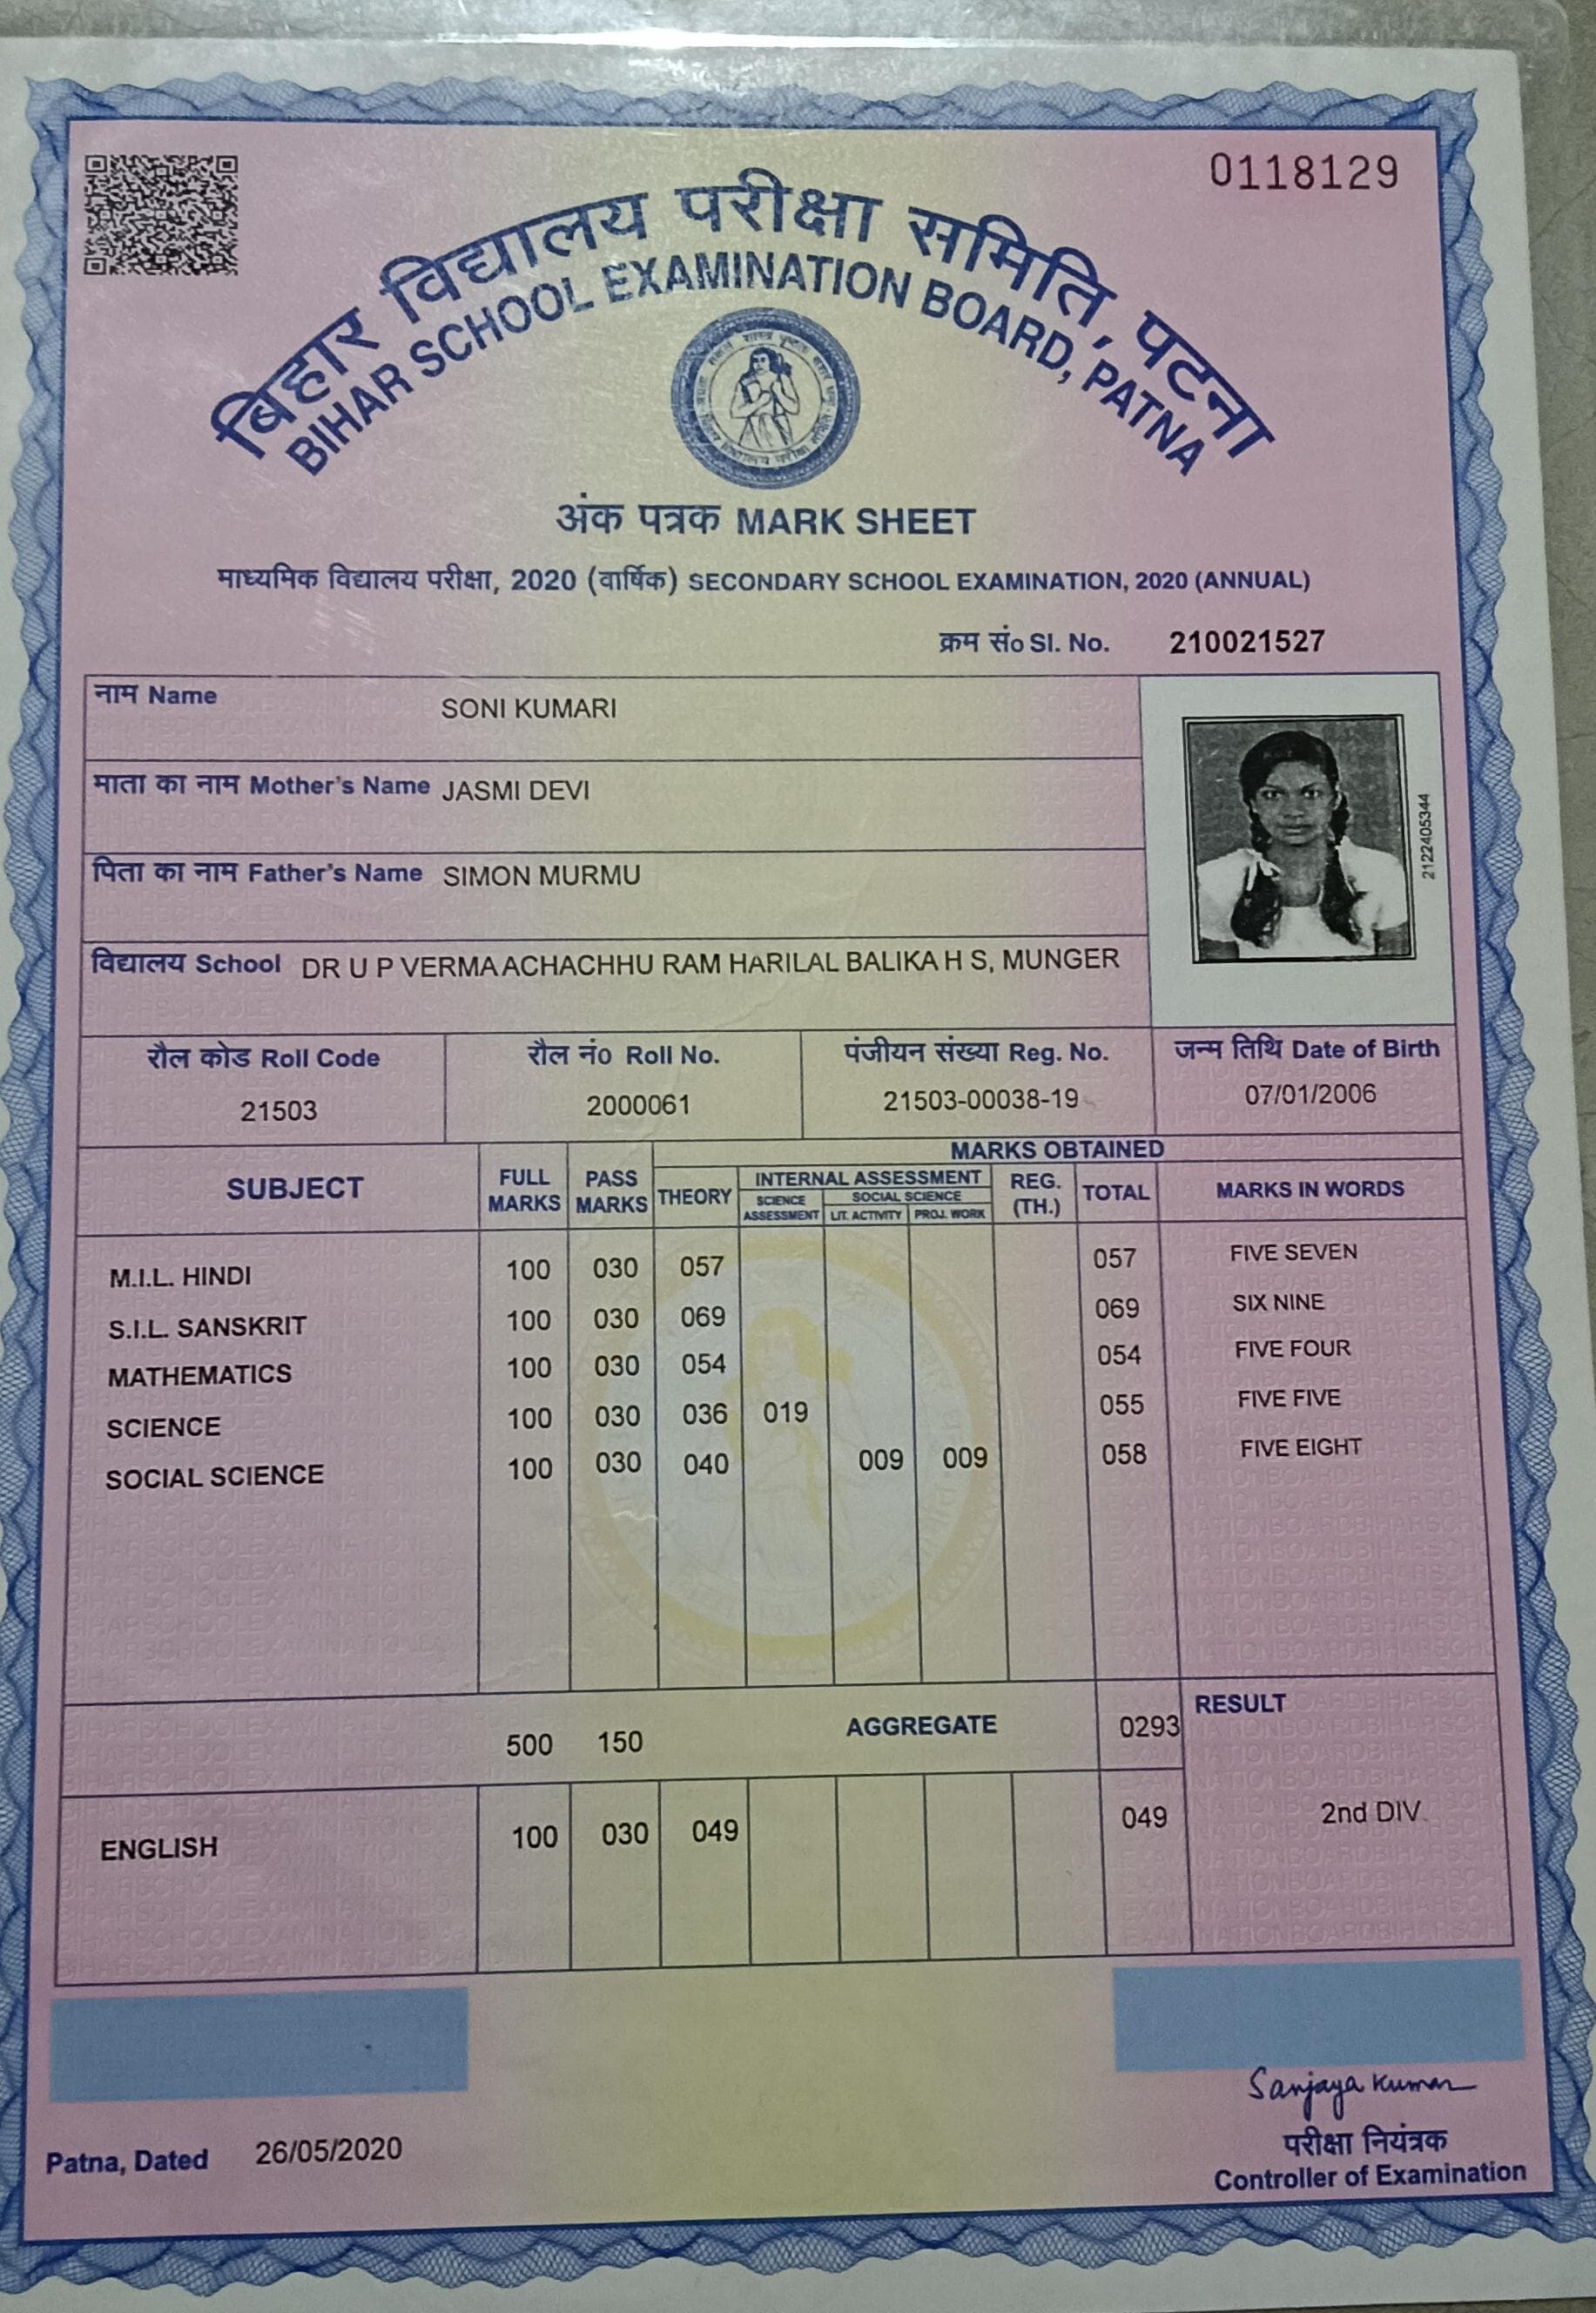 0118129
बिहार विद्यालय परीक्षा समिति, पटना
BIHAR SCHOOL EXAMINATION BOARD, PATNA
अंक पत्रक MARK SHEET
माध्यमिक विद्यालय परीक्षा, 2020 (वार्षिक) SECONDARY SCHOOL EXAMINATION, 2020 (ANNUAL)
क्रम सं० Sl. No. 210021527
नाम Name SONI KUMARI
माता का नाम Mother's Name JASMI DEVI
पिता का नाम Father's Name SIMON MURMU
2122405344
विद्यालय School DR U P VERMA ACHACHHU RAM HARILAL BALIKA H S, MUNGER
रौल कोड Roll Code रौल नं० Roll No. पंजीयन संख्या Reg. No. जन्म तिथि Date of Birth
21503 2000061 21503-00038-19 07/01/2006
MARKS OBTAINED
SUBJECT FULL MARKS PASS MARKS THEORY INTERNAL ASSESSMENT REG. (TH.) TOTAL MARKS IN WORDS
SCIENCE ASSESSMENT SOCIAL SCIENCE
LIT. ACTIVITY PROJ. WORK
M.I.L. HINDI 100 030 057 057 FIVE SEVEN
S.I.L. SANSKRIT 100 030 069 069 SIX NINE
MATHEMATICS 100 030 054 054 FIVE FOUR
SCIENCE 100 030 036 019 055 FIVE FIVE
SOCIAL SCIENCE 100 030 040 009 009 058 FIVE EIGHT
500 150 AGGREGATE 0293 RESULT
ENGLISH 100 030 049 049 2nd DIV.
Sanjaya Kumar
Patna, Dated 26/05/2020
परीक्षा नियंत्रक
Controller of Examination